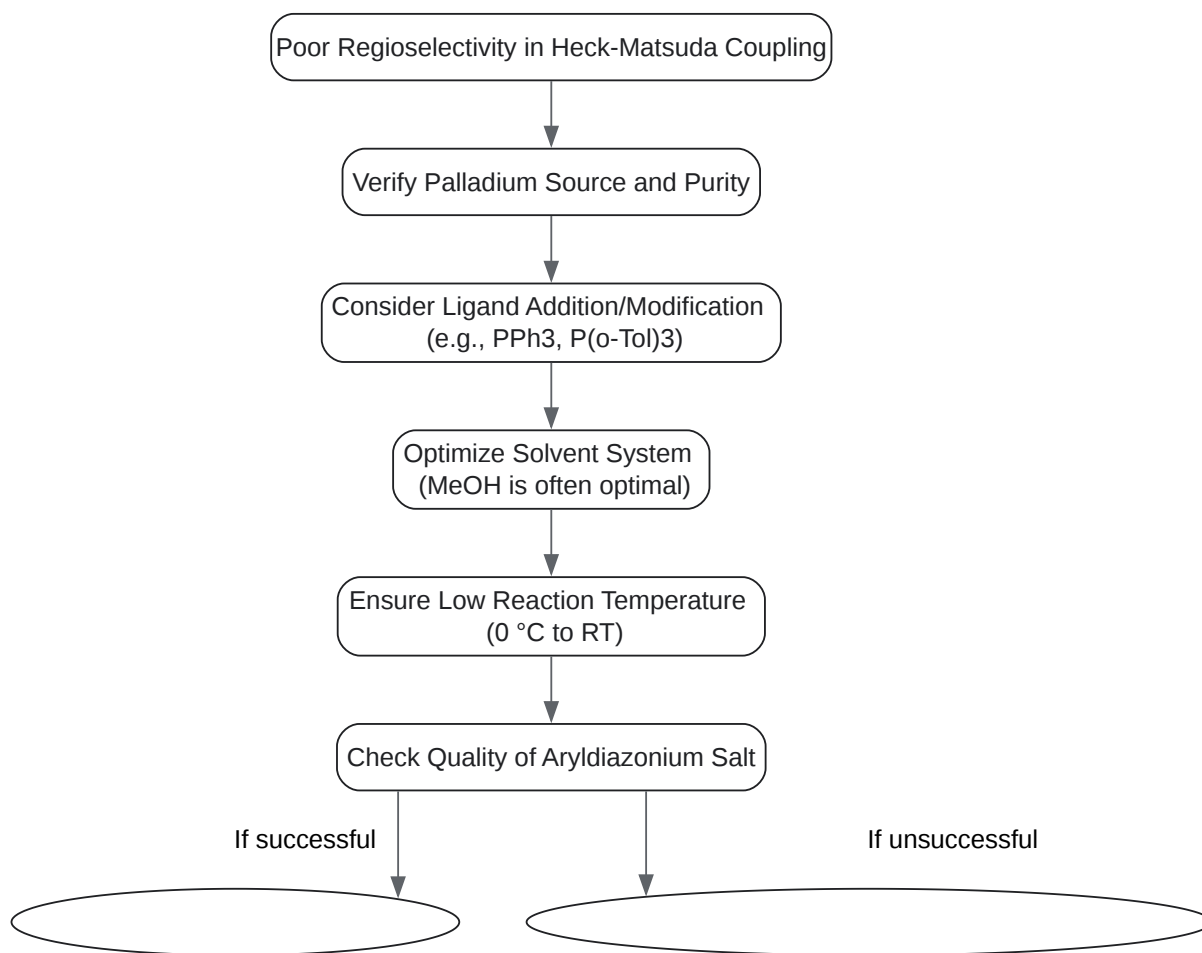 Poor Regioselectivity in Heck-Matsuda Coupling
Verify Palladium Source and Purity
Consider Ligand Addition/Modification
(e.g., PPh3, P(o-Tol)3)
Optimize Solvent System
(MeOH is often optimal)
Ensure Low Reaction Temperature
(0 °C to RT)
Check Quality of Aryldiazonium Salt
If successful
If unsuccessful